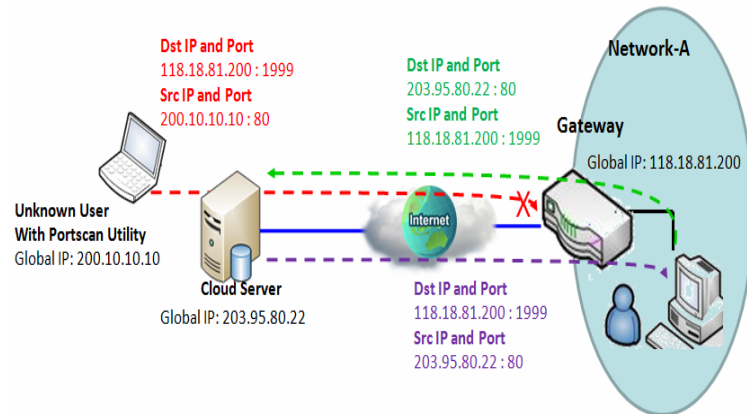 Dst IP and Port
118.18.81.200 : 1999
Src IP and Port
200.10.10.10 : 80
Dst IP and Port
203.95.80.22 : 80
Src IP and Port
118.18.81.200 : 1999
Network-A
Gateway
Global IP: 118.18.81.200
Unknown User
With Portscan Utility
Global IP: 200.10.10.10
Internet
Cloud Server
Global IP: 203.95.80.22
Dst IP and Port
118.18.81.200 : 1999
Src IP and Port
203.95.80.22 : 80